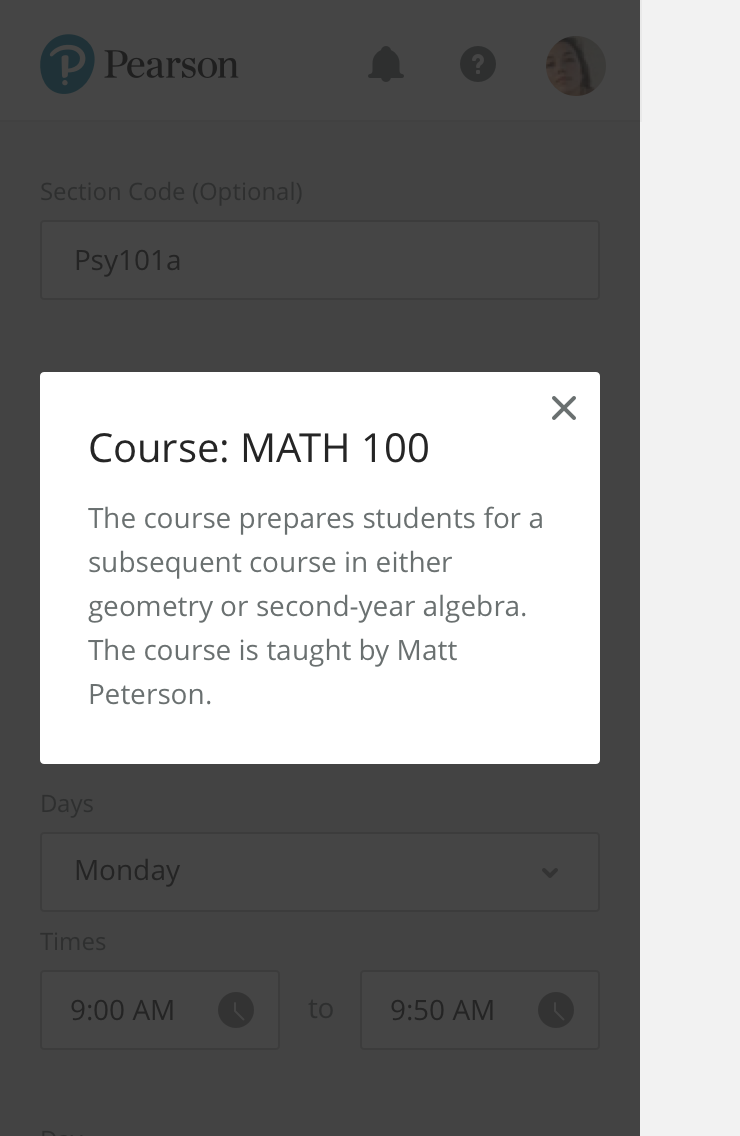 Pearson
Section Code (Optional)
Psy101a
Course: MATH 100
The course prepares students for a
subsequent course in either
geometry or second-year algebra.
The course is taught by Matt
Peterson.
Days
Monday
Times
9:00 AM to 9:50 AM